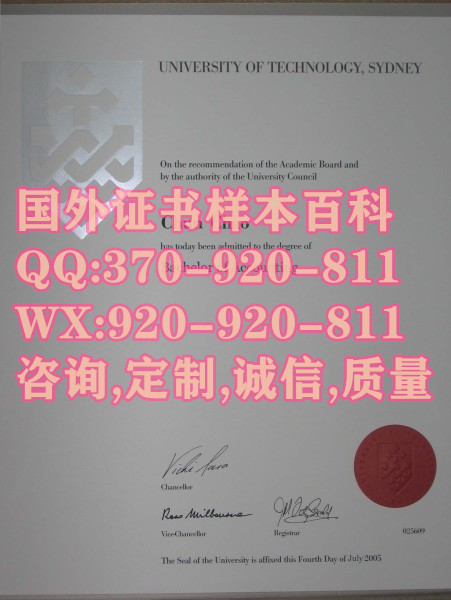 UNIVERSITY OF TECHNOLOGY, SYDNEY
On the recommendation of the Academic Board and
by the authority of the University Council
国外证书样本百科
has today been admitted to the degree of
QQ:370-920-811
Bachelor of Accounting
WX:920-920-811
咨询,定制,诚信,质量
Chancellor
Vice-Chancellor
Registrar
025609
The Seal of the University is affixed this Fourth Day of July 2005